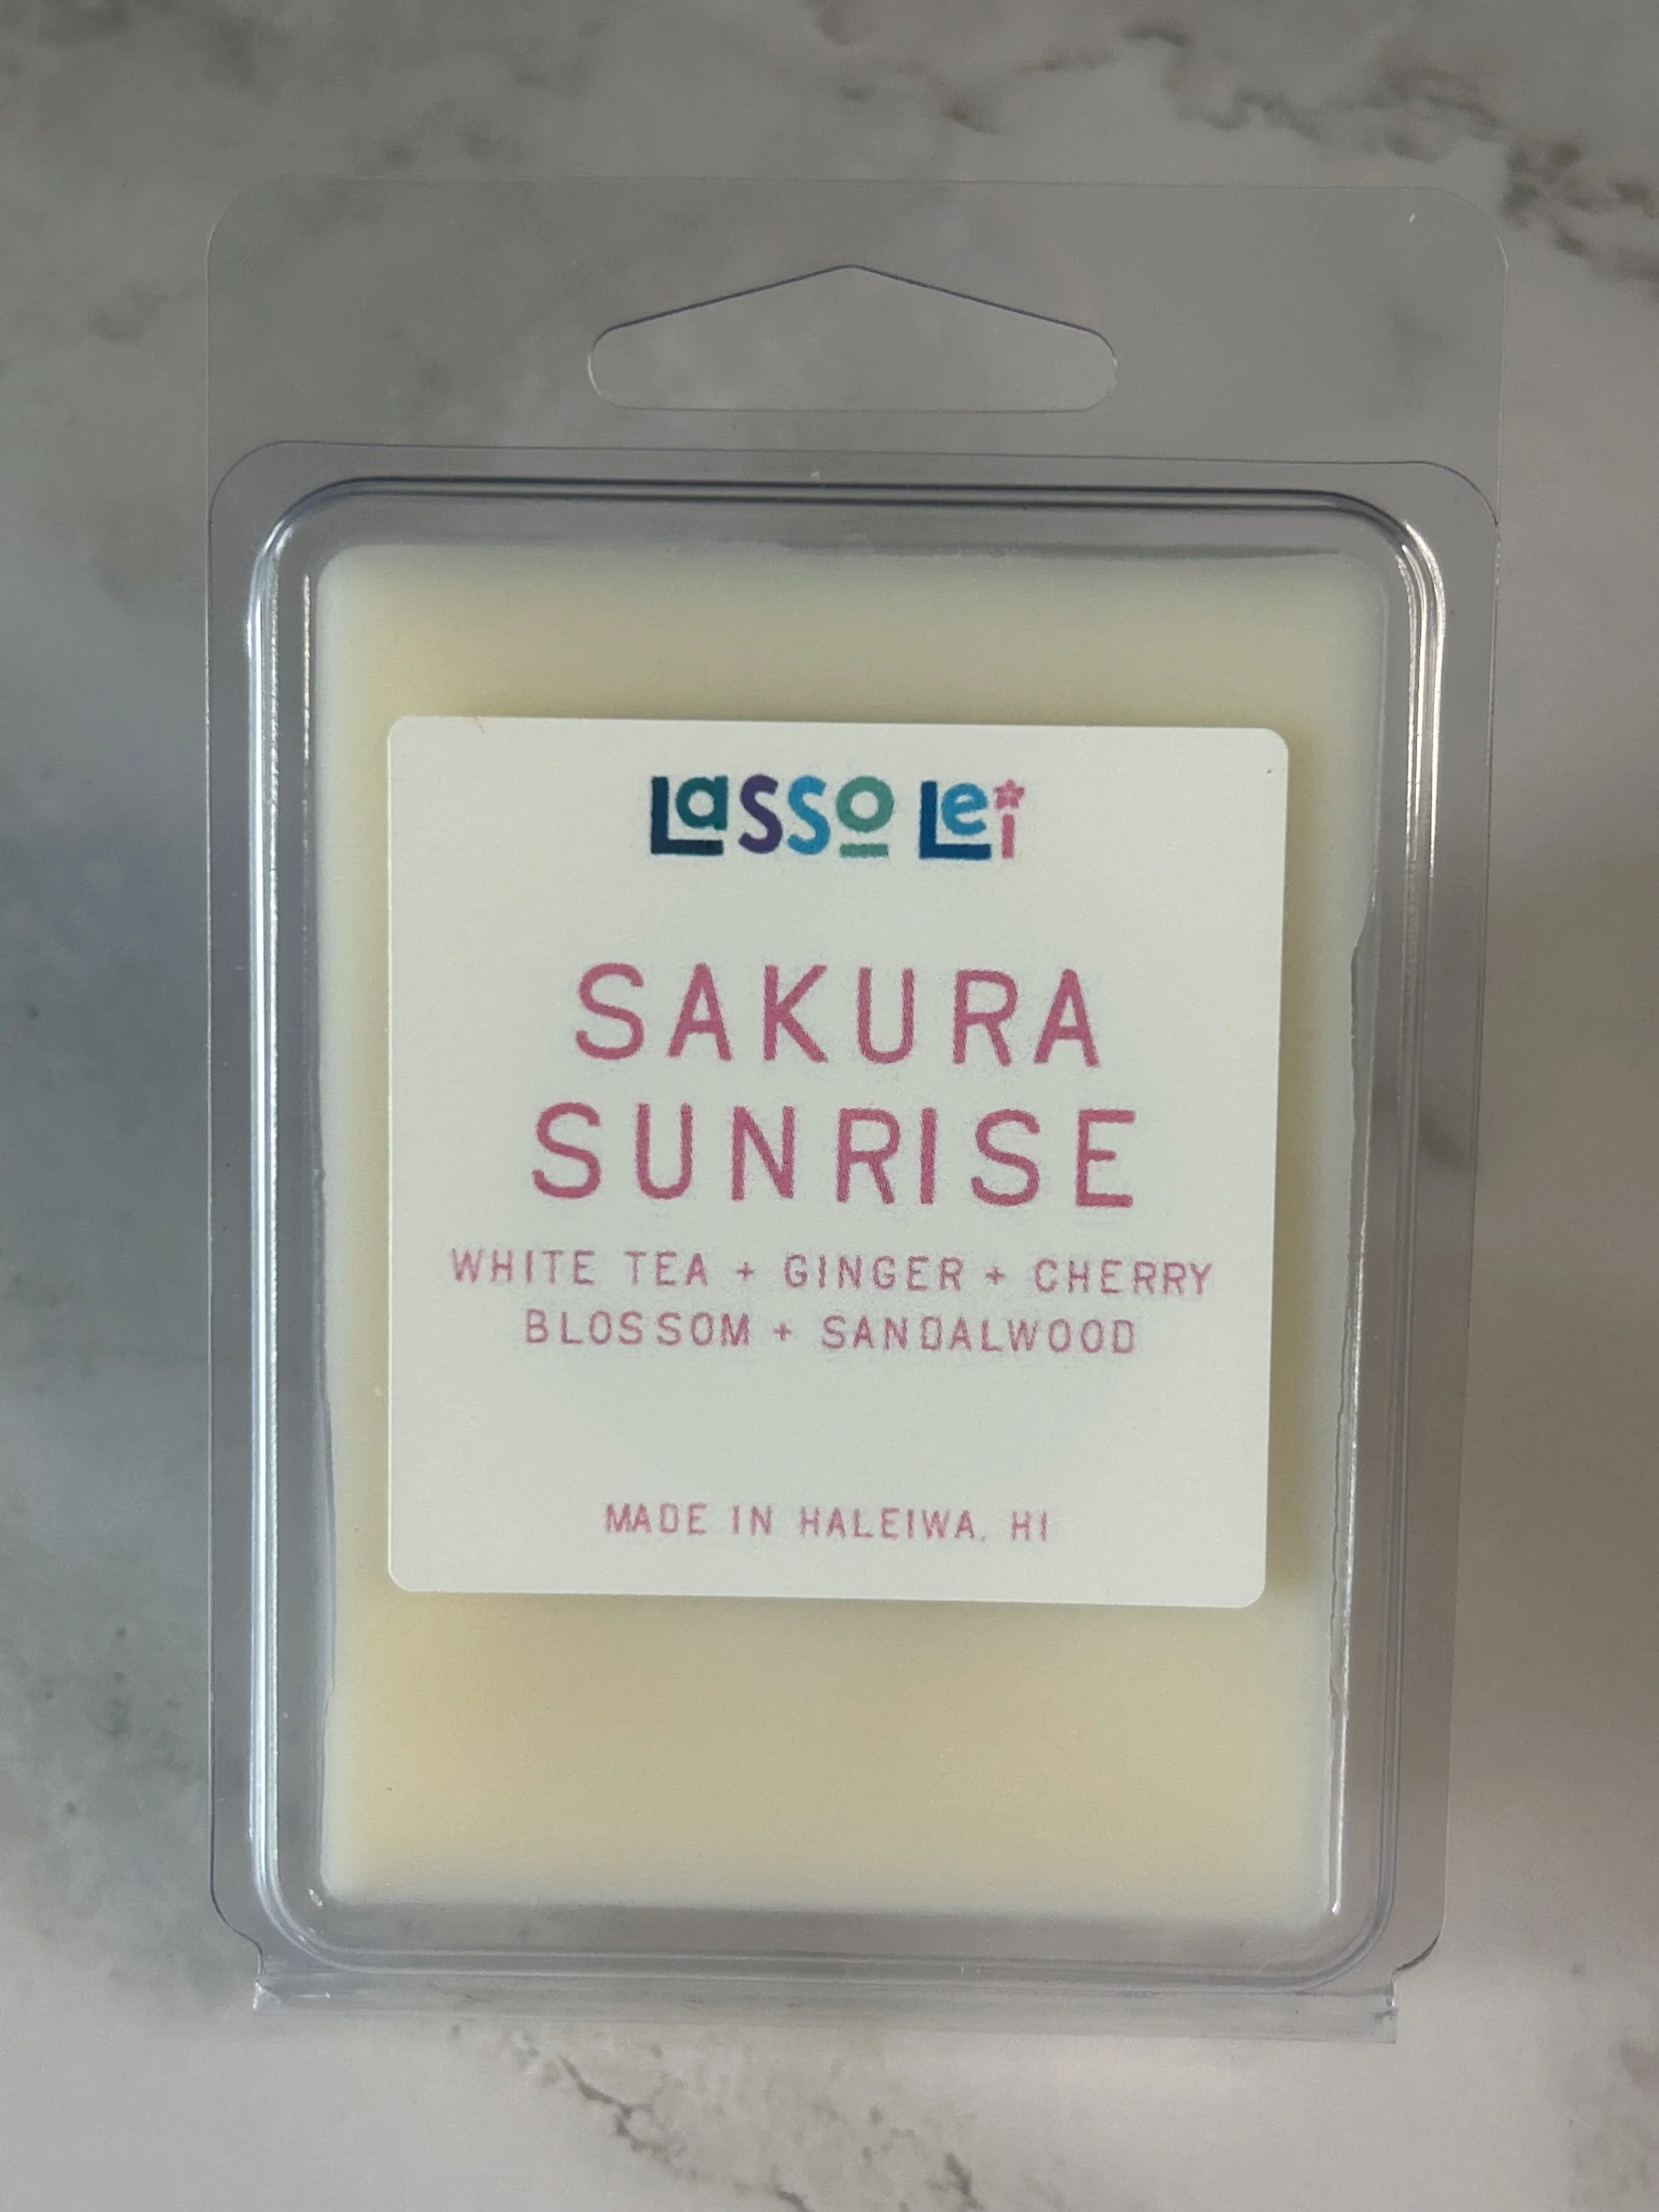 Lasso Lei
SAKURA
SUNRISE
WHITE TEA + GINGER + CHERRY
BLOSSOM + SANDALWOOD
MADE IN HALEIWA, HI